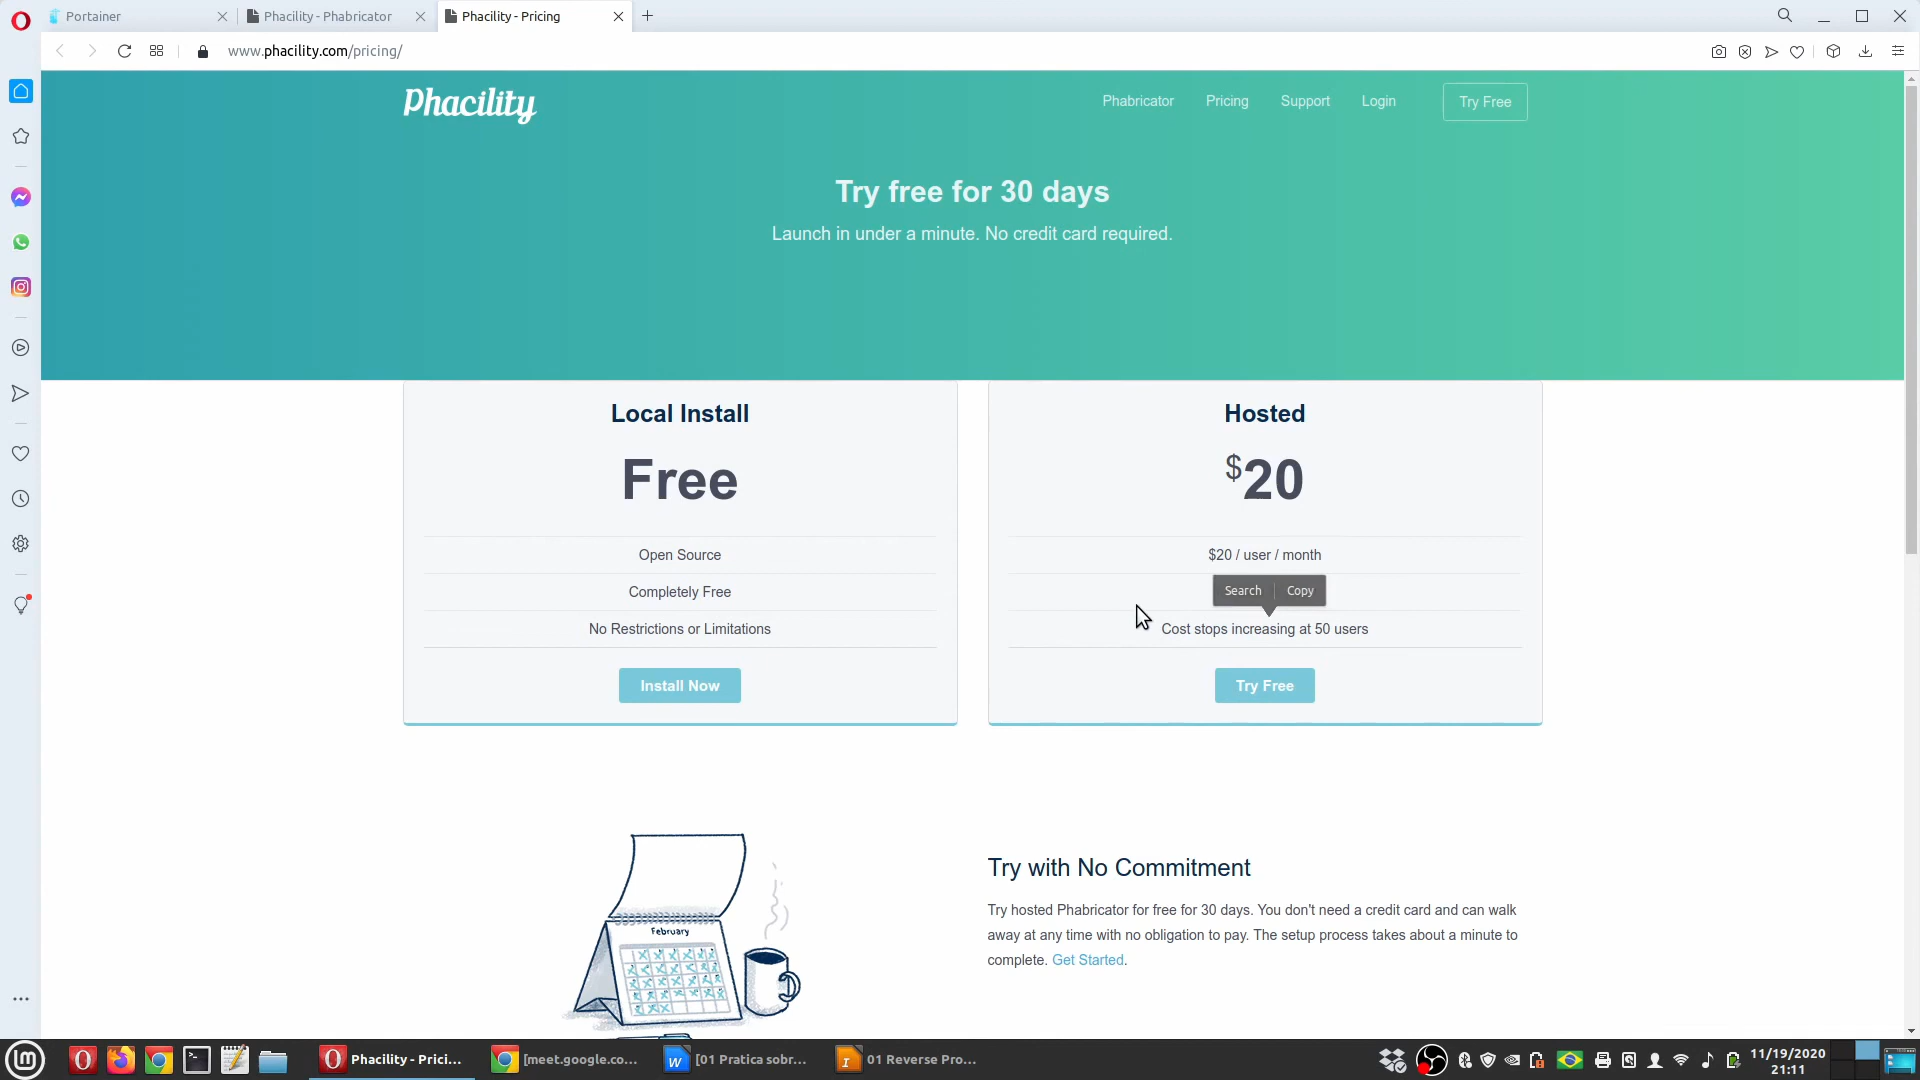 Portainer
Phacility - Phabricator
Phacility - Pricing
www.phacility.com/pricing/
Phacility
Phabricator
Pricing
Support
Login
Try Free
Try free for 30 days
Launch in under a minute. No credit card required.
Local Install
Free
Open Source
Completely Free
No Restrictions or Limitations
Install Now
Hosted
$20
$20 / user / month
Search
Copy
Cost stops increasing at 50 users
Try Free
February
Try with No Commitment
Try hosted Phabricator for free for 30 days. You don't need a credit card and can walk
away at any time with no obligation to pay. The setup process takes about a minute to
complete. Get Started.
Phacility - Prici...
[meet.google.co...
[01 Pratica sobr...
01 Reverse Pro...
11/19/2020
21:11